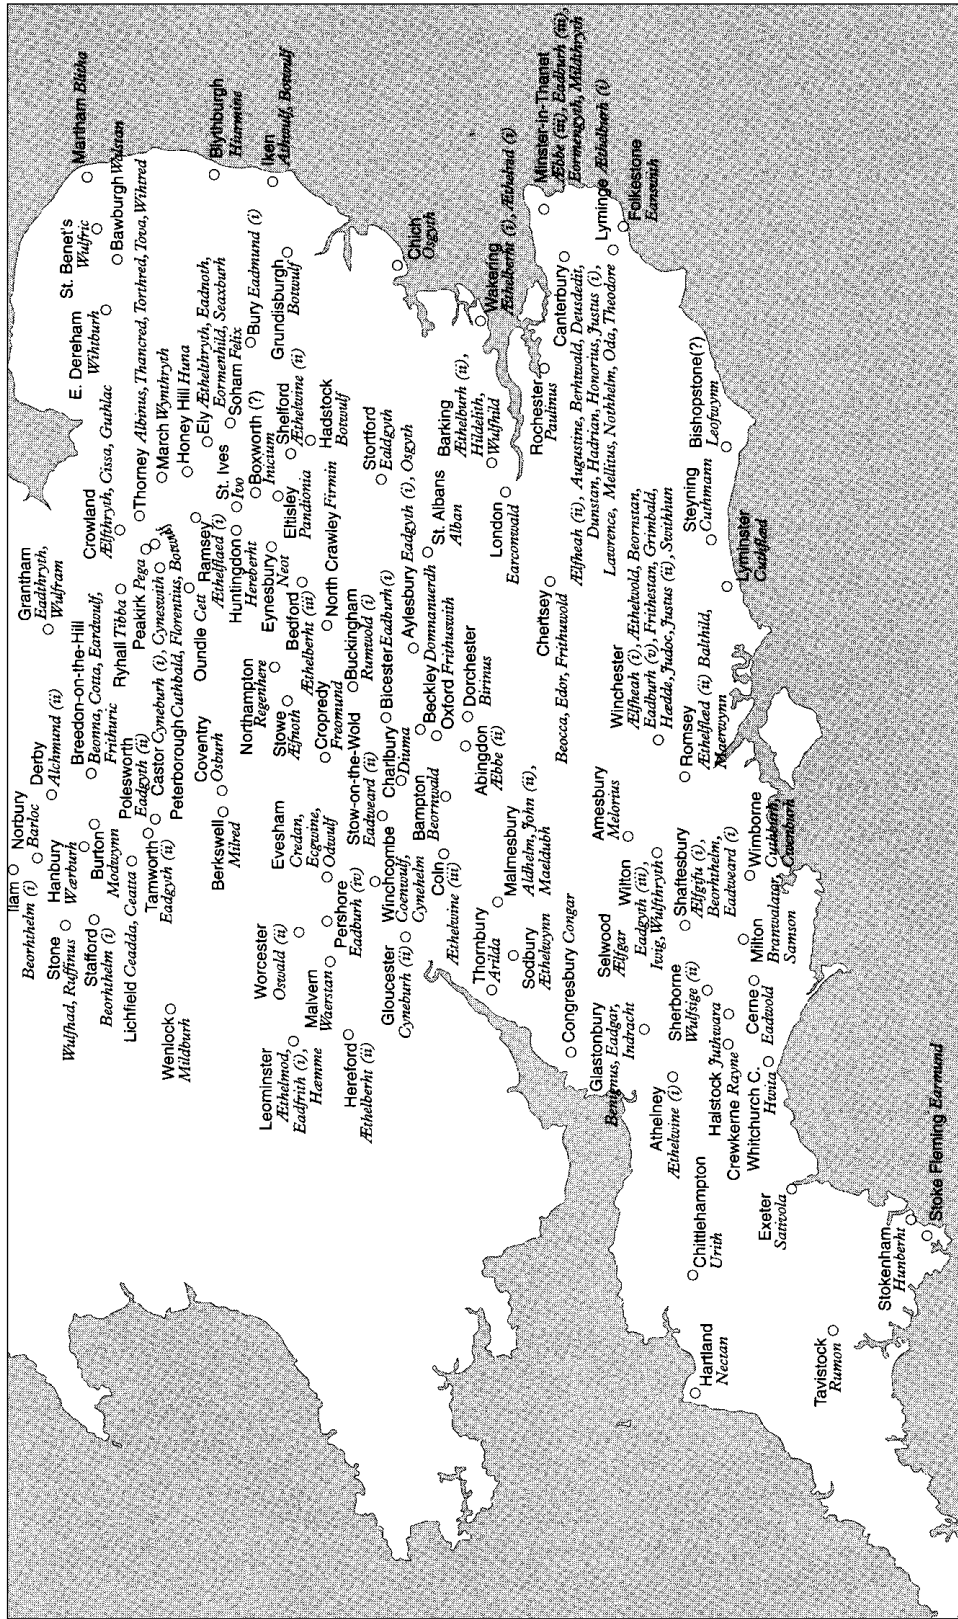 Ilam
Beorhthelm (i)
Norbury
Barloc
Derby
Alchmund (ii)
Grantham
Eadthryth,
Wulfram
Stone
Wulfhad, Ruffinus
Hanbury
Wærburh
Burton
Modwynn
Breedon-on-the-Hill
Beonna, Cotta, Eardwulf,
Frithuric
Crowland
Ælfthryth, Cissa, Guthlac
E. Dereham
Wihtburh
St. Benet's
Wulfric
Martham Blitha
Bawburgh Walstan
Stafford
Beorhthelm (i)
Lichfield Ceadda, Ceatta
Tamworth
Eadgyth (ii)
Polesworth
Eadgyth (ii)
Ryhall Tibba
Peakirk Pega
Castor Cyneburh (i), Cyneswith
Peterborough Cuthbald, Florentius, Botwulf
Thorney Albinus, Thancred, Torthred, Tova, Wihtred
March Wynthryth
Honey Hill Huna
Ely Æthelthryth, Eadnoth,
Eormenhild, Seaxburh
Soham Felix
Blythburgh
Hiurmine
Iken
Athewulf, Botwulf
Wenlock
Mildburh
Berkswell
Milred
Coventry
Osburh
Oundle Cett
Ramsey
Æthelflaed (i)
Huntingdon
Hereberht
St. Ives
Ivo
Boxworth (?)
Inicium
Bury Eadmund (i)
Grundisburgh
Botwulf
Leominster
Æthelmod,
Eadfrith (i),
Hæmme
Worcester
Oswald (ii)
Malvern
Waerstan
Evesham
Credan,
Ecgwine,
Odwulf
Pershore
Eadburh (iv)
Northampton
Regenhere
Stowe
Ælfnoth
Eynesbury
Neot
Eltisley
Pandonia
Shelford
Æthelwine (ii)
Bedford
Æthelberht (iii)
Hadstock
Botwulf
North Crawley Firmin
Cropredy
Freomund
Buckingham
Rumwold (i)
Hereford
Æthelberht (ii)
Gloucester
Cyneburh (ii)
Winchcombe
Coenwulf,
Cynehelm
Stow-on-the-Wold
Eadweard (ii)
Charlbury
Diuma
Bicester Eadburh (i)
Aylesbury Eadgyth (i), Osgyth
Stortford
Ealdgyth
Chich
Osgyth
Coln
Æthelwine (iii)
Bampton
Beornwald
Beckley Domnanuerdh
Oxford Frithuswith
St. Albans
Alban
Barking
Æthelburh (ii),
Hildelith,
Wulfhild
Wakering
Æthelberht (i), Æthelred (i)
Thornbury
Arilda
Sodbury
Æthelwynn
Malmesbury
Aldhelm, John (ii),
Maeldubh
Abingdon
Æbbe (ii)
Dorchester
Birinus
London
Earconwald
Rochester
Paulinus
Minster-in-Thanet
Æbbe (iii), Eadburh (iii),
Eormengyth, Mildthryth
Canterbury
Ælfheah (ii), Augustine, Berhtwald, Deusdedit,
Dunstan, Hadrian, Honorius, Justus (i),
Lawrence, Mellitus, Nothhelm, Oda, Theodore
Lyminge Æthelburh (i)
Folkestone
Eanswith
Congresbury Congar
Chertsey
Beocca, Edor, Frithuwold
Glastonbury
Benignus, Eadgar,
Indracht
Selwood
Ælfgar
Wilton
Eadgyth (iii),
Iwig, Wulfthryth
Amesbury
Melorius
Winchester
Ælfheah (i), Æthelwold, Beornstan,
Eadburh (v), Frithestan, Grimbald,
Hædde, Judoc, Justus (ii), Swithhun
Athelney
Æthelwine (i)
Sherborne
Wulfsige (ii)
Shaftesbury
Ælfgifu (i),
Beorhthelm,
Eadweard (i)
Romsey
Æthelflæd (ii) Balthild,
Maerwynn
Steyning
Cuthmann
Bishopstone(?)
Leofwynn
Lyminster
Cuthflæd
Halstock Juthwara
Crewkerne Rayne
Whitchurch C.
Hwita
Cerne
Eadwold
Milton
Branwalator,
Samson
Wimborne
Cuthburh,
Cwenburh
Chittlehampton
Urith
Hartland
Nectan
Exeter
Sativola
Tavistock
Rumon
Stokenham
Hunberht
Stoke Fleming Earmund